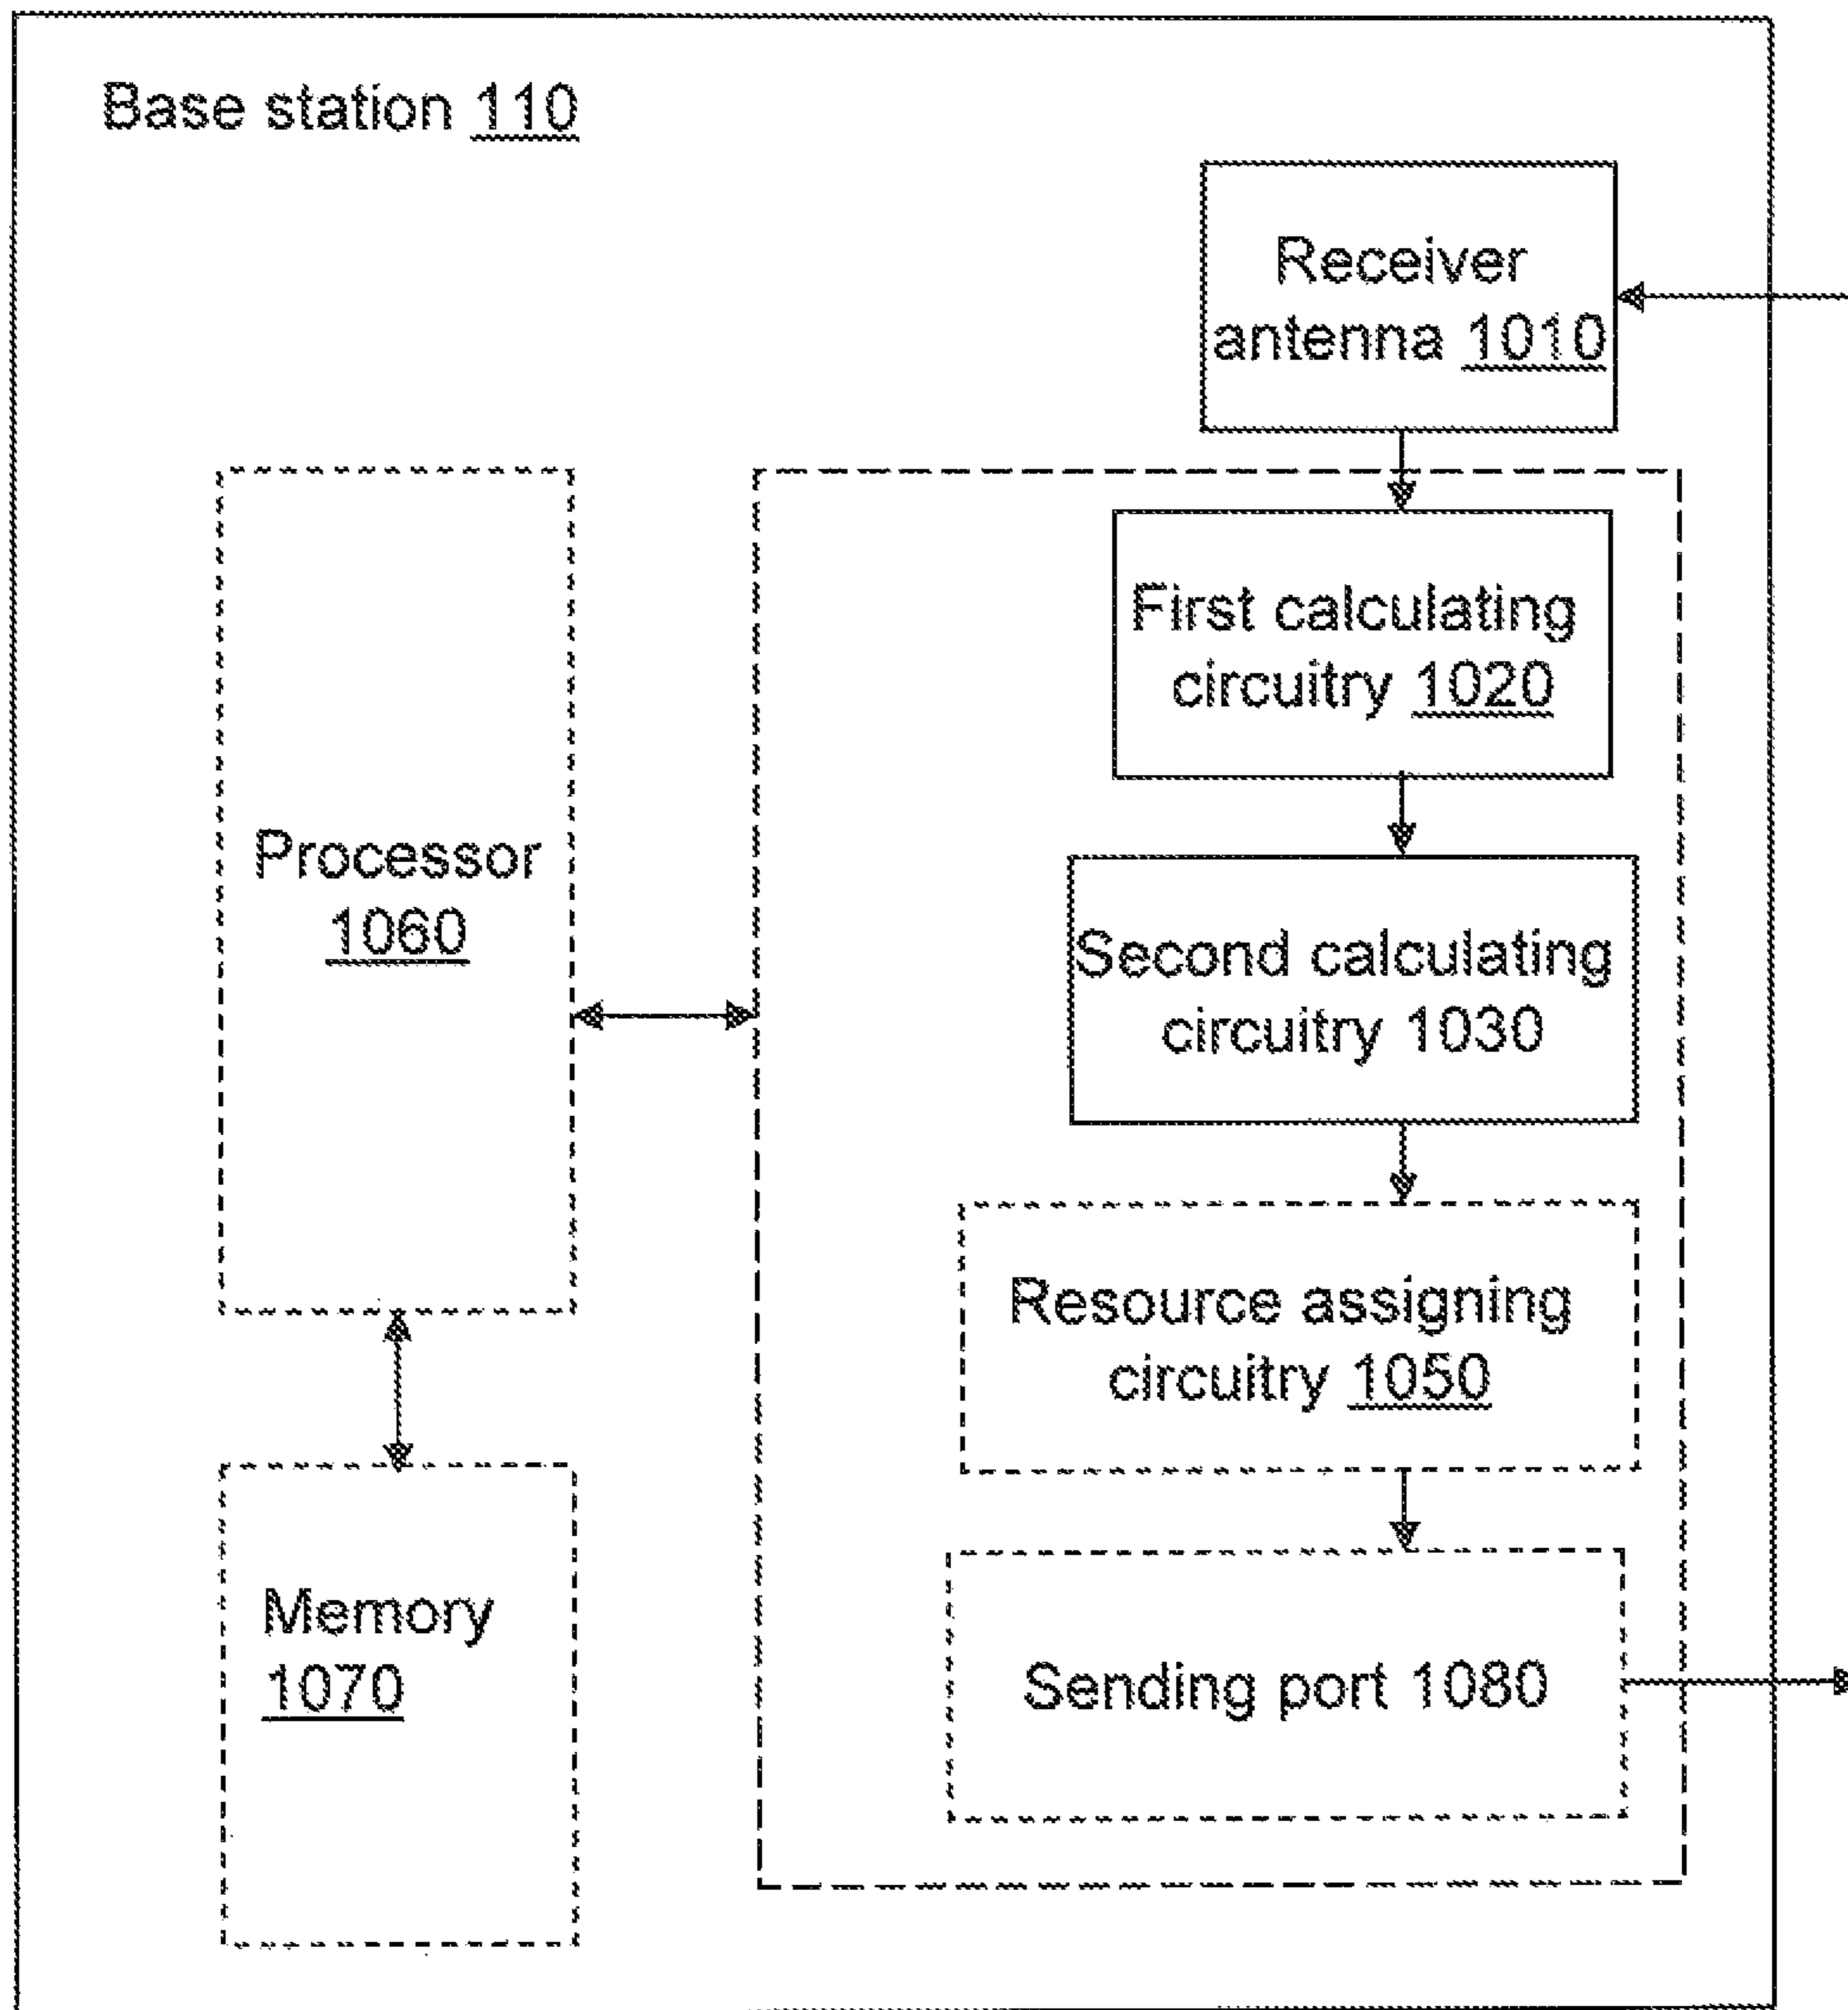 Base station 110
Receiver
antenna 1010
First calculating
circuitry 1020
Processor
1060
Second calculating
circuitry 1030
Resource assigning
circuitry 1050
Memory
1070
Sending port 1080